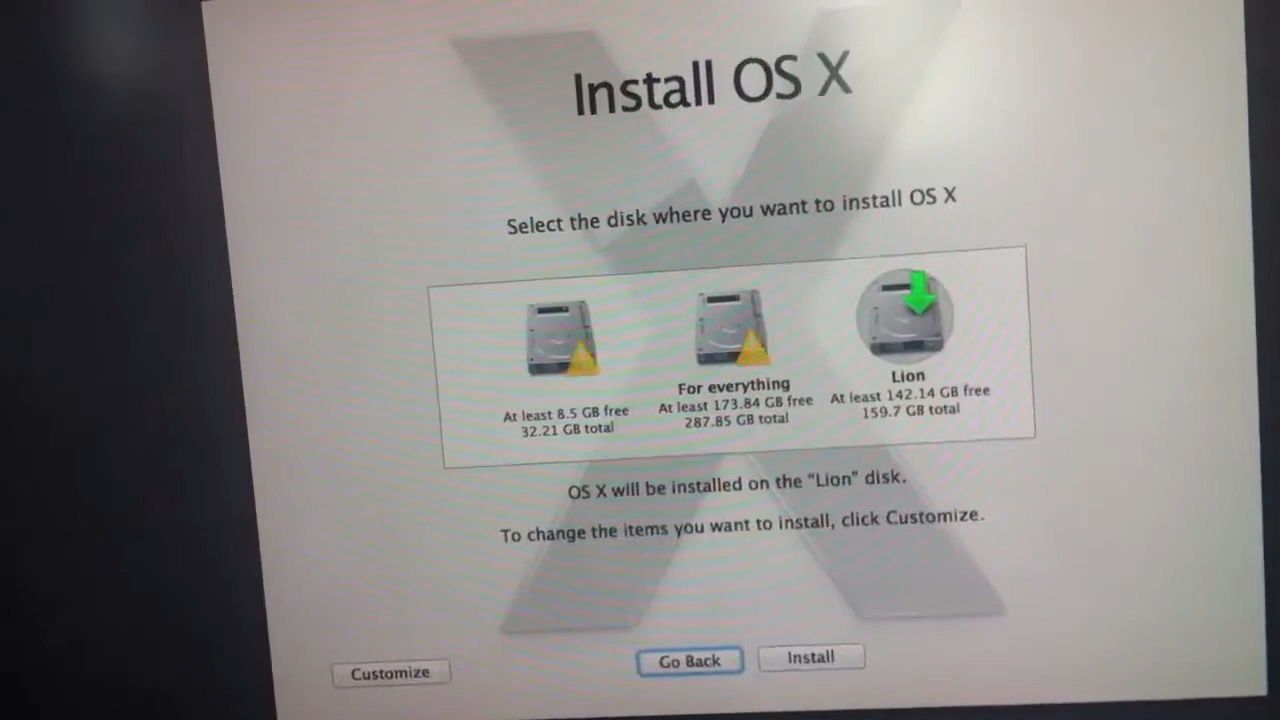 Install OS X
Select the disk where you want to install OS X
At least 8.5 GB free
32.21 GB total
For everything
At least 173.84 GB free
287.85 GB total
Lion
At least 142.14 GB free
159.7 GB total
OS X will be installed on the “Lion” disk.
To change the items you want to install, click Customize.
Customize
Go Back
Install